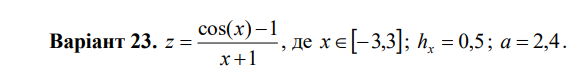 Варіант 23. z = (cos(x) − 1)/(x + 1), де x ∈ [−3,3]; hₓ = 0,5; a = 2,4.